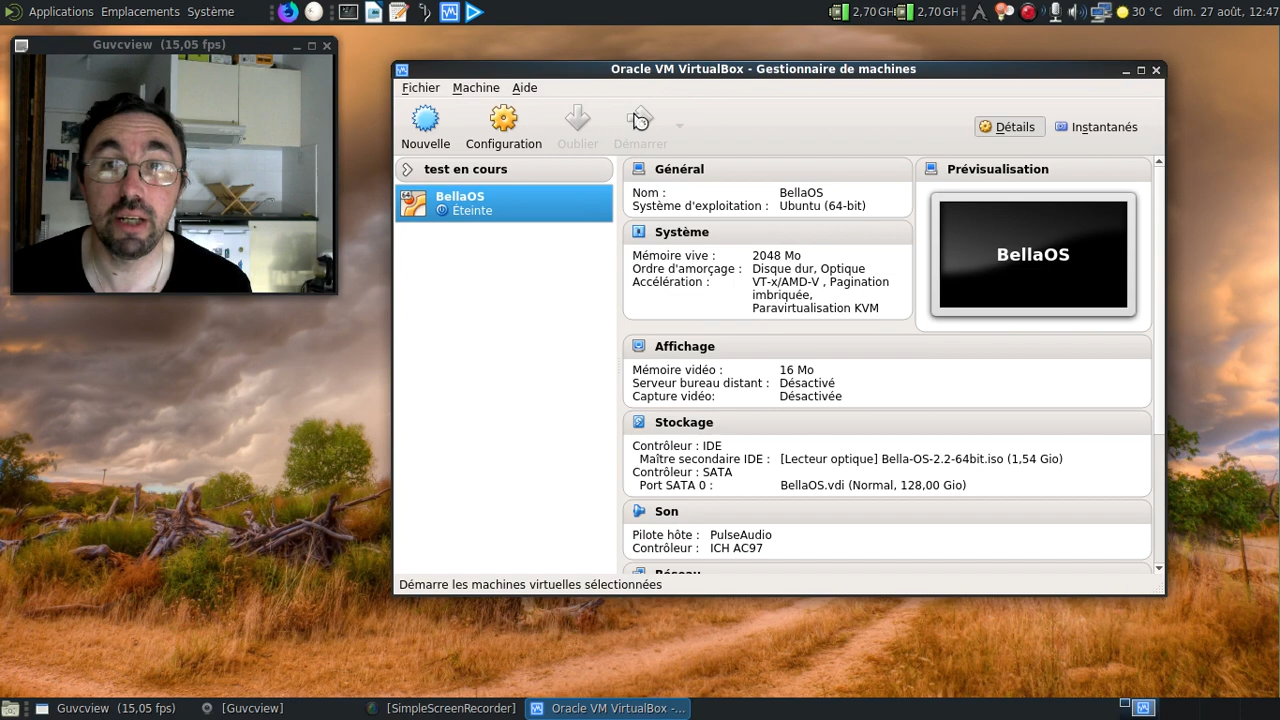 Applications Emplacements Système
2,70 GH 2,70 GH 30 °C dim. 27 août, 12:47
Guvcview (15,05 fps)
Oracle VM VirtualBox - Gestionnaire de machines
Fichier Machine Aide
Nouvelle Configuration Oublier Démarrer
Détails Instantanés
test en cours
64
BellaOS
Éteinte
Général
Nom : BellaOS
Système d'exploitation : Ubuntu (64-bit)
Système
Mémoire vive : 2048 Mo
Ordre d'amorçage : Disque dur, Optique
Accélération : VT-x/AMD-V , Pagination
imbriquée,
Paravirtualisation KVM
Prévisualisation
BellaOS
Affichage
Mémoire vidéo : 16 Mo
Serveur bureau distant : Désactivé
Capture vidéo: Désactivée
Stockage
Contrôleur : IDE
Maître secondaire IDE : [Lecteur optique] Bella-OS-2.2-64bit.iso (1,54 Gio)
Contrôleur : SATA
Port SATA 0 : BellaOS.vdi (Normal, 128,00 Gio)
Son
Pilote hôte : PulseAudio
Contrôleur : ICH AC97
Réseau
Démarre les machines virtuelles sélectionnées
Guvcview (15,05 fps) [Guvcview] [SimpleScreenRecorder] Oracle VM VirtualBox -...